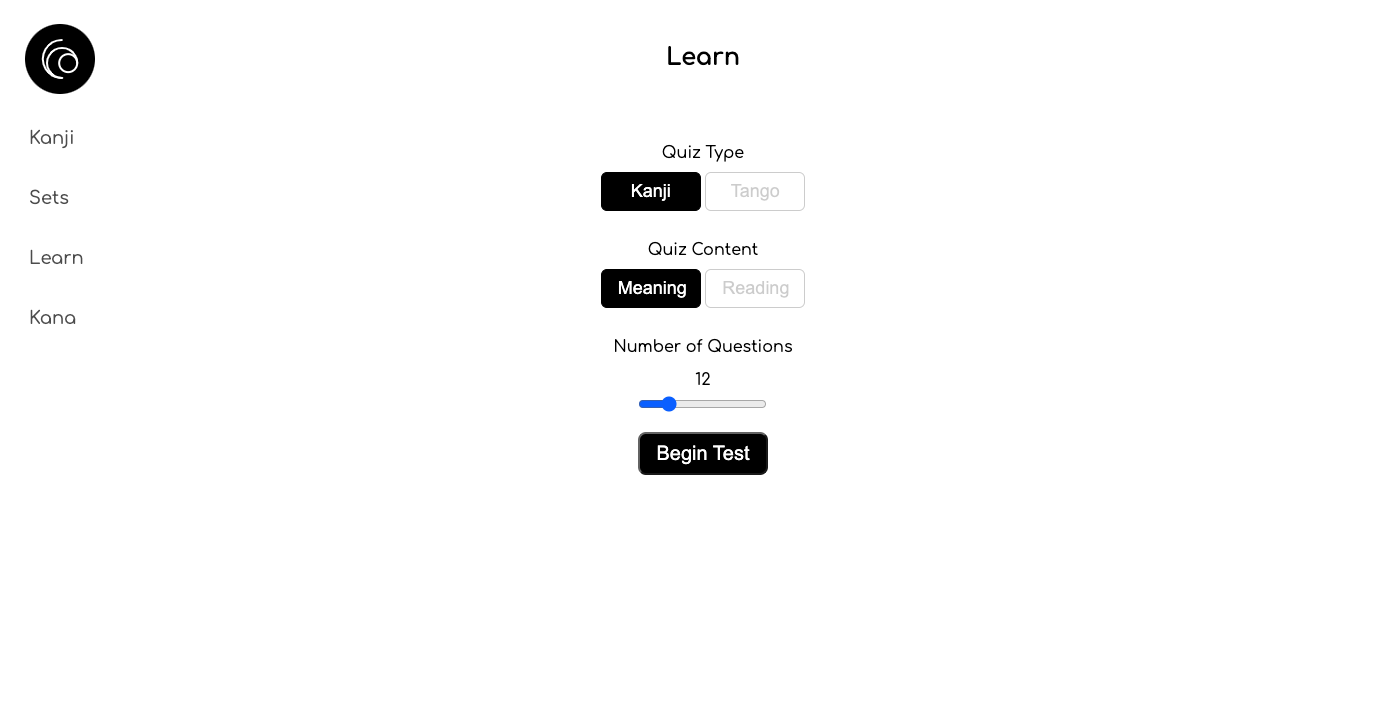 Learn
Kanji
Sets
Learn
Kana
Quiz Type
Kanji Tango
Quiz Content
Meaning Reading
Number of Questions
12
Begin Test